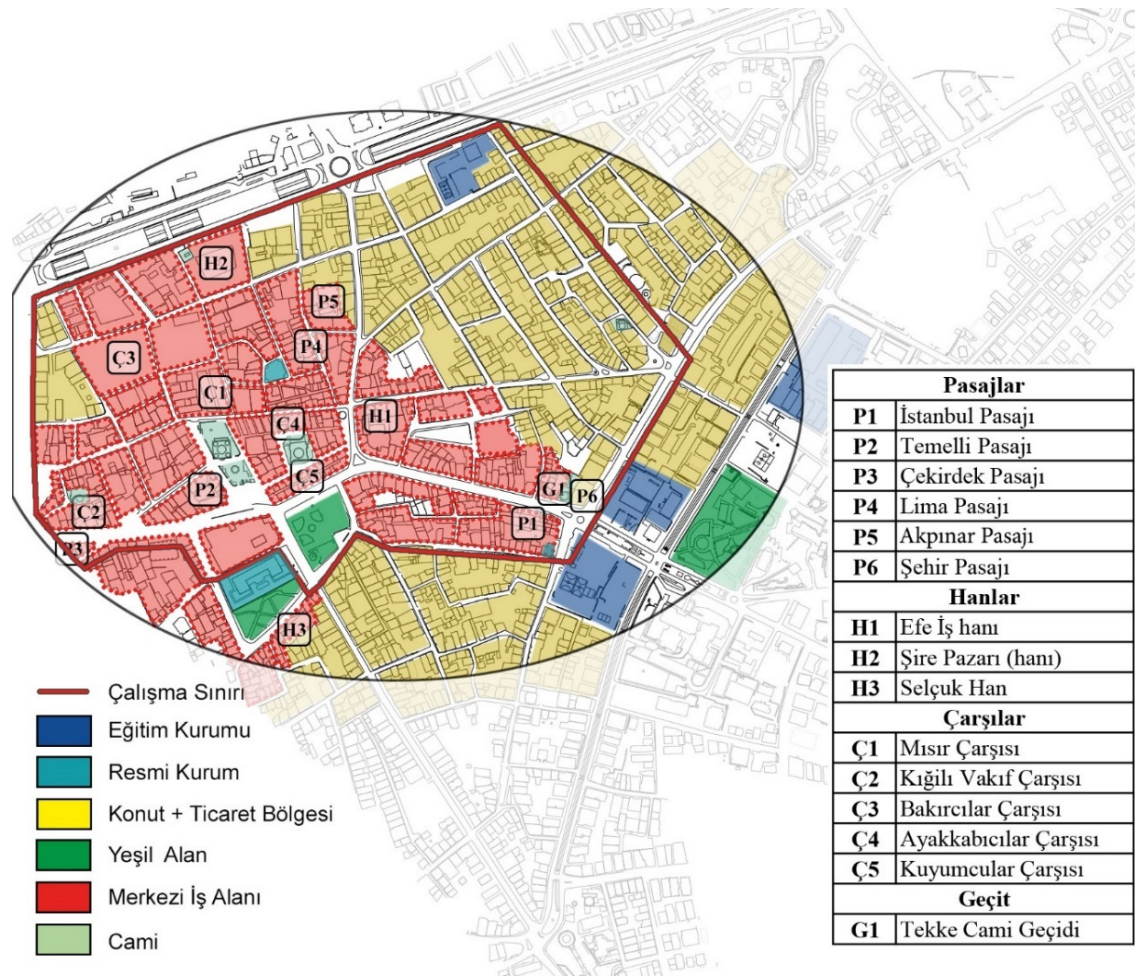 H2
P5
P4
Ç3
Ç1
Ç4
H1
Ç5
P2
G1
P6
Ç2
P1
P3
H3
Çalışma Sınırı
Eğitim Kurumu
Resmi Kurum
Konut + Ticaret Bölgesi
Yeşil Alan
Merkezi İş Alanı
Cami
Pasajlar
P1 İstanbul Pasajı
P2 Temelli Pasajı
P3 Çekirdek Pasajı
P4 Lima Pasajı
P5 Akpınar Pasajı
P6 Şehir Pasajı
Hanlar
H1 Efe İş hanı
H2 Şire Pazarı (hanı)
H3 Selçuk Han
Çarşılar
Ç1 Mısır Çarşısı
Ç2 Kığılı Vakıf Çarşısı
Ç3 Bakırcılar Çarşısı
Ç4 Ayakkabıcılar Çarşısı
Ç5 Kuyumcular Çarşısı
Geçit
G1 Tekke Cami Geçidi